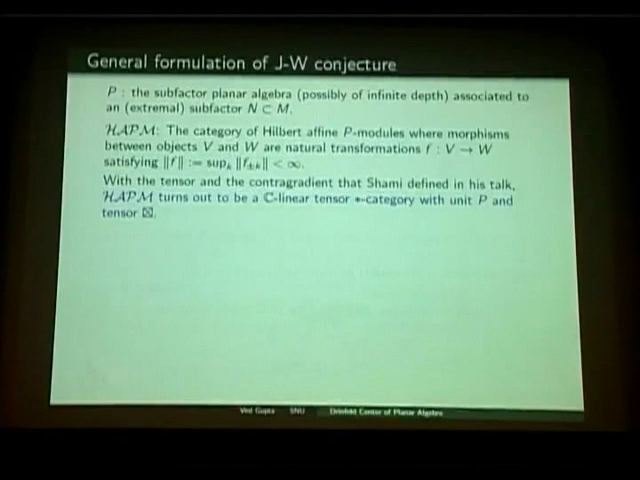 General formulation of J-W conjecture
P : the subfactor planar algebra (possibly of infinite depth) associated to
an (extremal) subfactor N ⊂ M.
HAPM: The category of Hilbert affine P-modules where morphisms
between objects V and W are natural transformations f : V → W
satisfying ||f|| := sup_k ||f_{±k}|| < ∞.
With the tensor and the contragradient that Shami defined in his talk,
HAPM turns out to be a ℂ-linear tensor *-category with unit P and
tensor ⊠.
Ved Gupta SNU Drinfeld Center of Planar Algebra